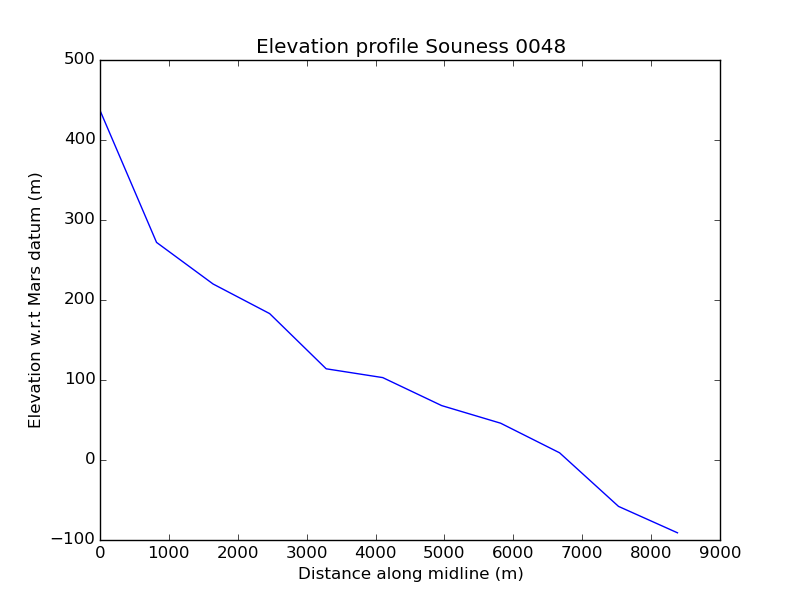 Elevation profile Souness 0048
500
400
300
200
100
0
−100
Elevation w.r.t Mars datum (m)
0 1000 2000 3000 4000 5000 6000 7000 8000 9000
Distance along midline (m)